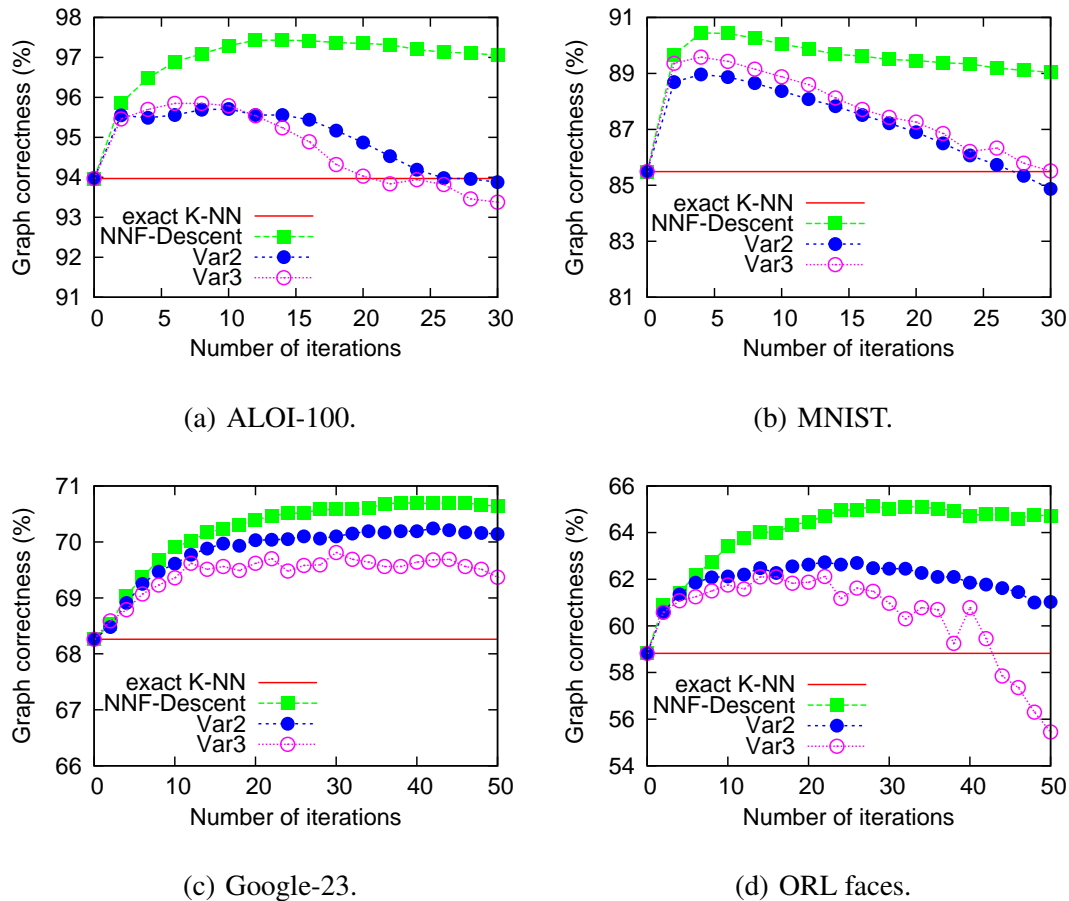 Graph correctness (%)
98
97
96
95
94
93
92
91
exact K-NN
NNF-Descent
Var2
Var3
0 5 10 15 20 25 30
Number of iterations
(a) ALOI-100.
Graph correctness (%)
91
89
87
85
83
81
exact K-NN
NNF-Descent
Var2
Var3
0 5 10 15 20 25 30
Number of iterations
(b) MNIST.
Graph correctness (%)
71
70
69
68
67
66
exact K-NN
NNF-Descent
Var2
Var3
0 10 20 30 40 50
Number of iterations
(c) Google-23.
Graph correctness (%)
66
64
62
60
58
56
54
exact K-NN
NNF-Descent
Var2
Var3
0 10 20 30 40 50
Number of iterations
(d) ORL faces.